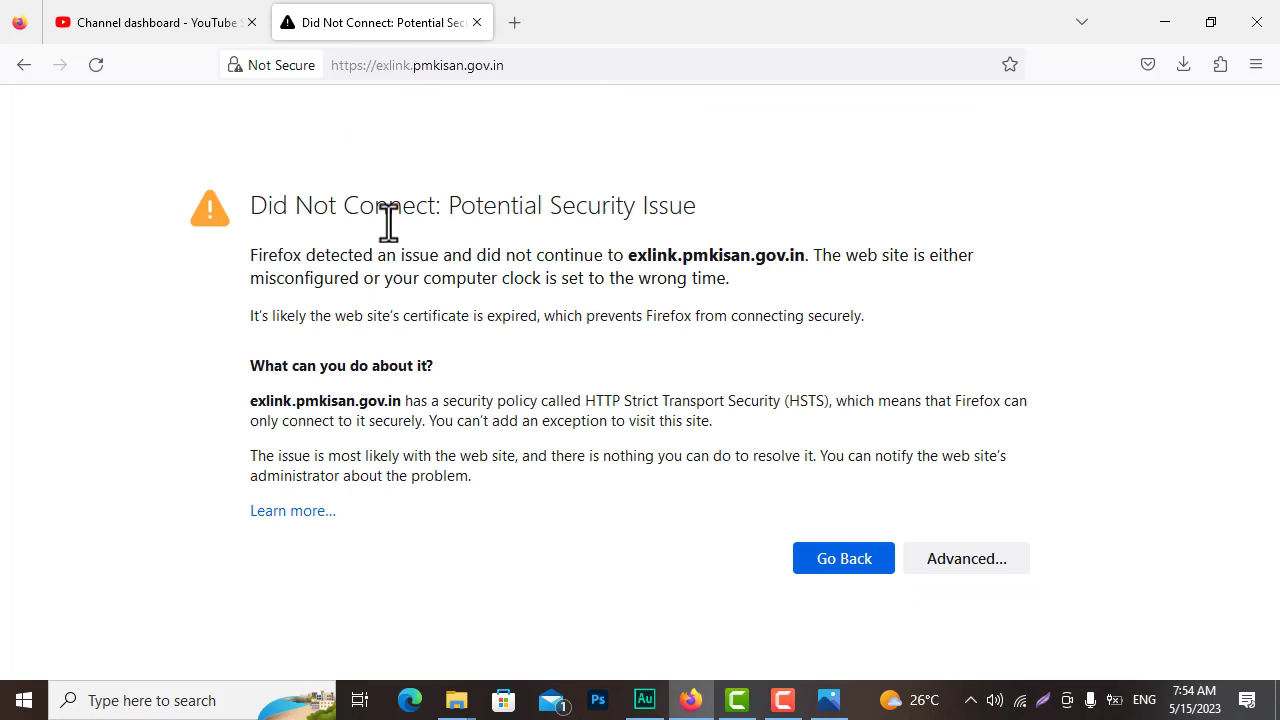 Channel dashboard - YouTube S
Did Not Connect: Potential Secu
Not Secure
https://exlink.pmkisan.gov.in
Did Not Connect: Potential Security Issue
Firefox detected an issue and did not continue to exlink.pmkisan.gov.in. The web site is either
misconfigured or your computer clock is set to the wrong time.
It's likely the web site's certificate is expired, which prevents Firefox from connecting securely.
What can you do about it?
exlink.pmkisan.gov.in has a security policy called HTTP Strict Transport Security (HSTS), which means that Firefox can
only connect to it securely. You can't add an exception to visit this site.
The issue is most likely with the web site, and there is nothing you can do to resolve it. You can notify the web site's
administrator about the problem.
Learn more...
Go Back
Advanced...
Type here to search
1
Ps
Au
26°C
ENG
7:54 AM
5/15/2023